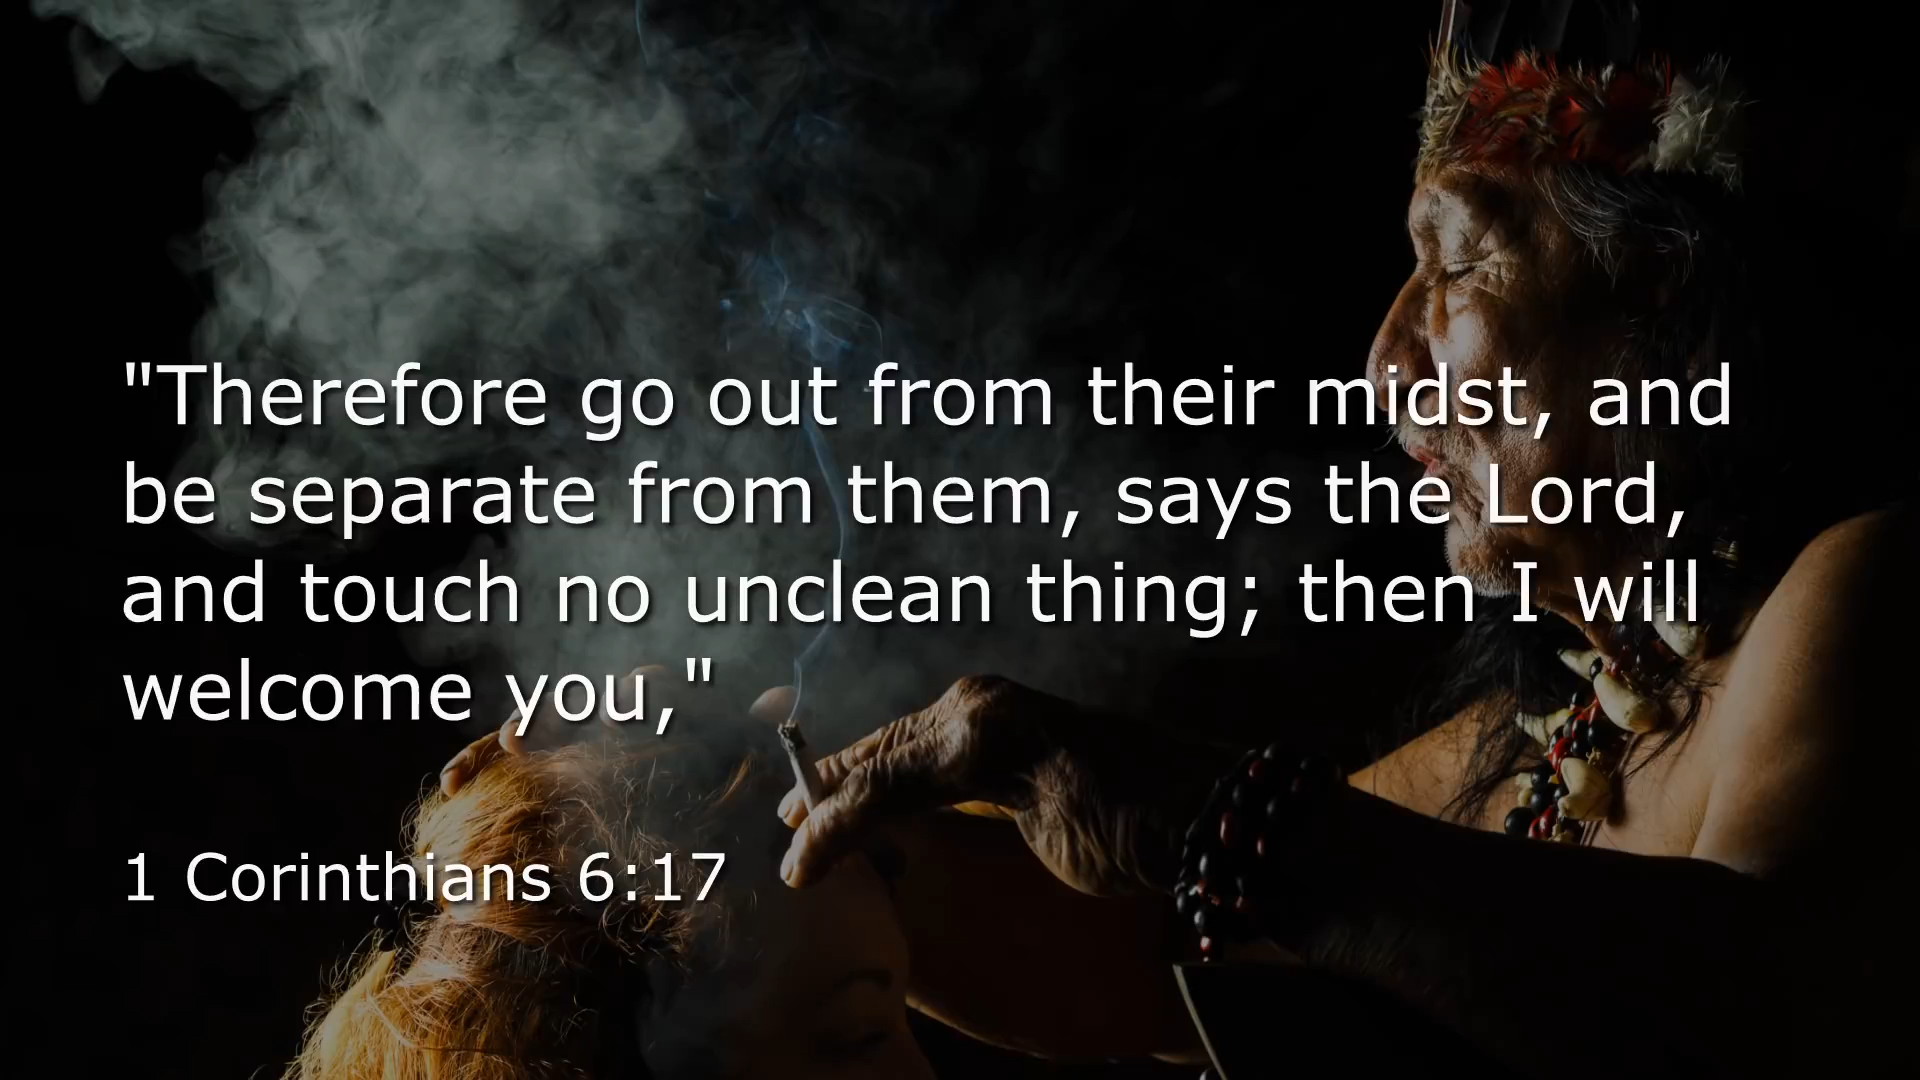 "Therefore go out from their midst, and
be separate from them, says the Lord,
and touch no unclean thing; then I will
welcome you,"
1 Corinthians 6:17